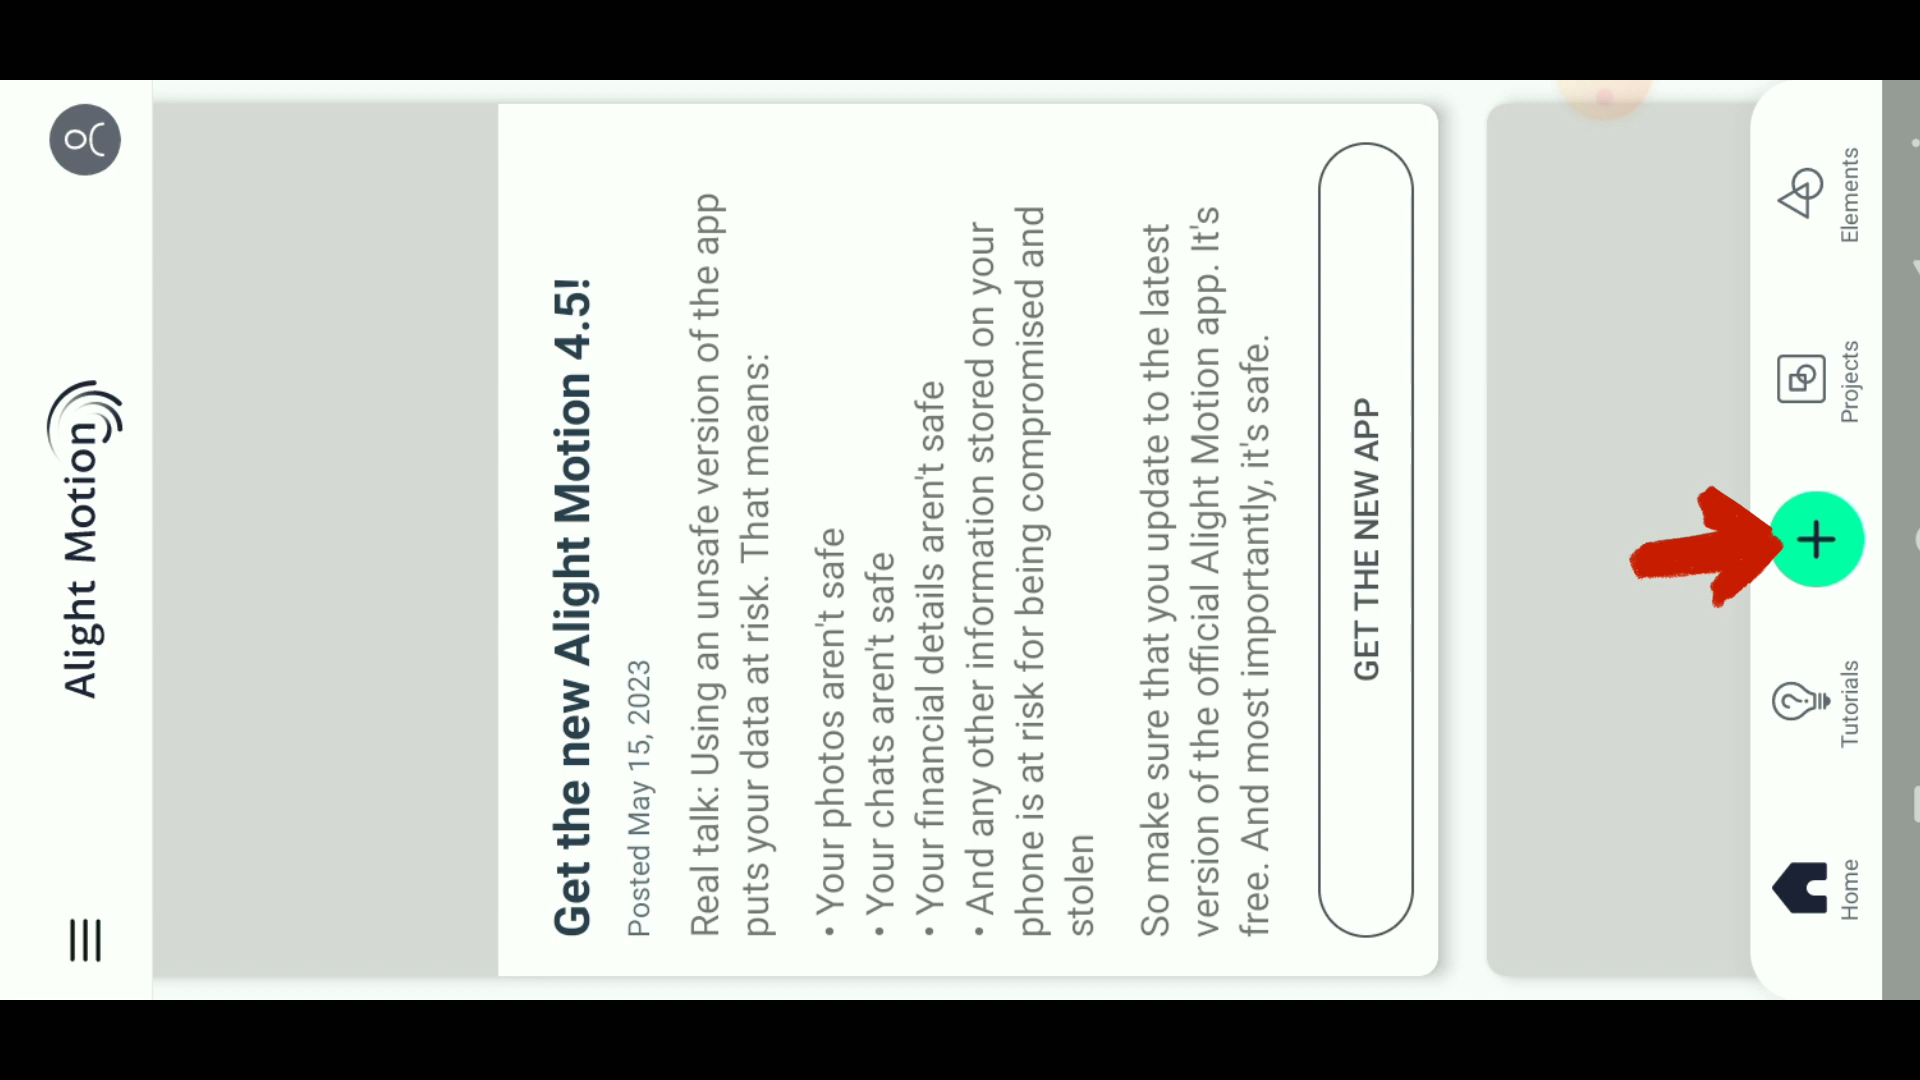 Alight Motion
Get the new Alight Motion 4.5!
Posted May 15, 2023
Real talk: Using an unsafe version of the app
puts your data at risk. That means:
• Your photos aren't safe
• Your chats aren't safe
• Your financial details aren't safe
• And any other information stored on your
phone is at risk for being compromised and
stolen
So make sure that you update to the latest
version of the official Alight Motion app. It's
free. And most importantly, it's safe.
GET THE NEW APP
Home
Tutorials
Projects
Elements